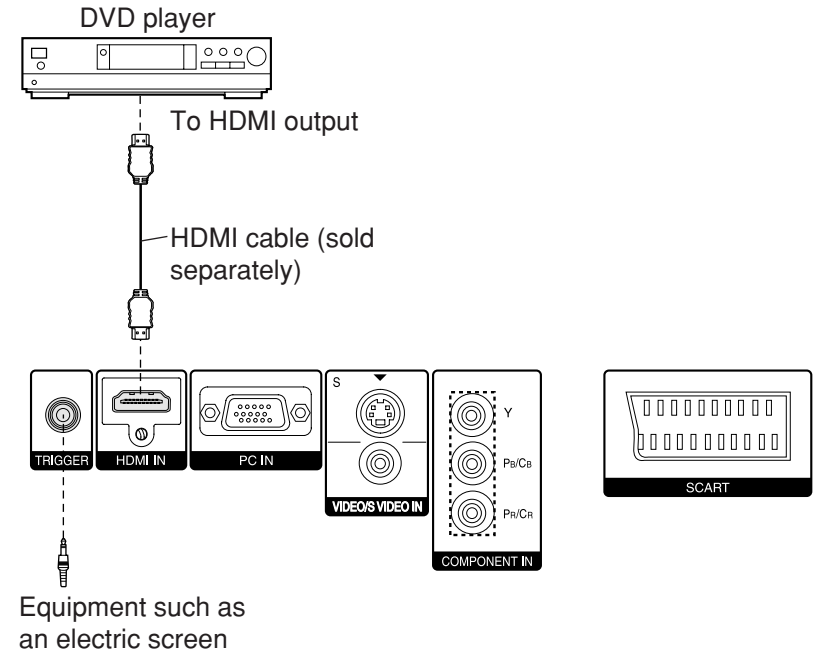 DVD player
To HDMI output
HDMI cable (sold
separately)
S
Y
PB/CB
PR/CR
TRIGGER
HDMI IN
PC IN
VIDEO/S VIDEO IN
COMPONENT IN
SCART
Equipment such as
an electric screen